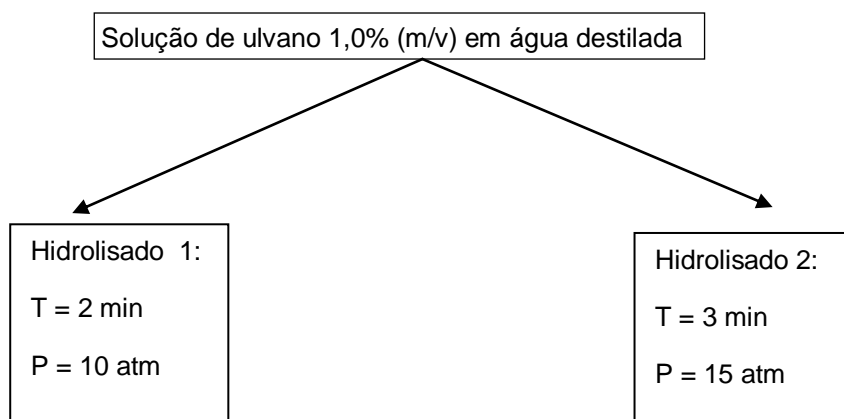 Solução de ulvano 1,0% (m/v) em água destilada
Hidrolisado 1:
T = 2 min
P = 10 atm
Hidrolisado 2:
T = 3 min
P = 15 atm